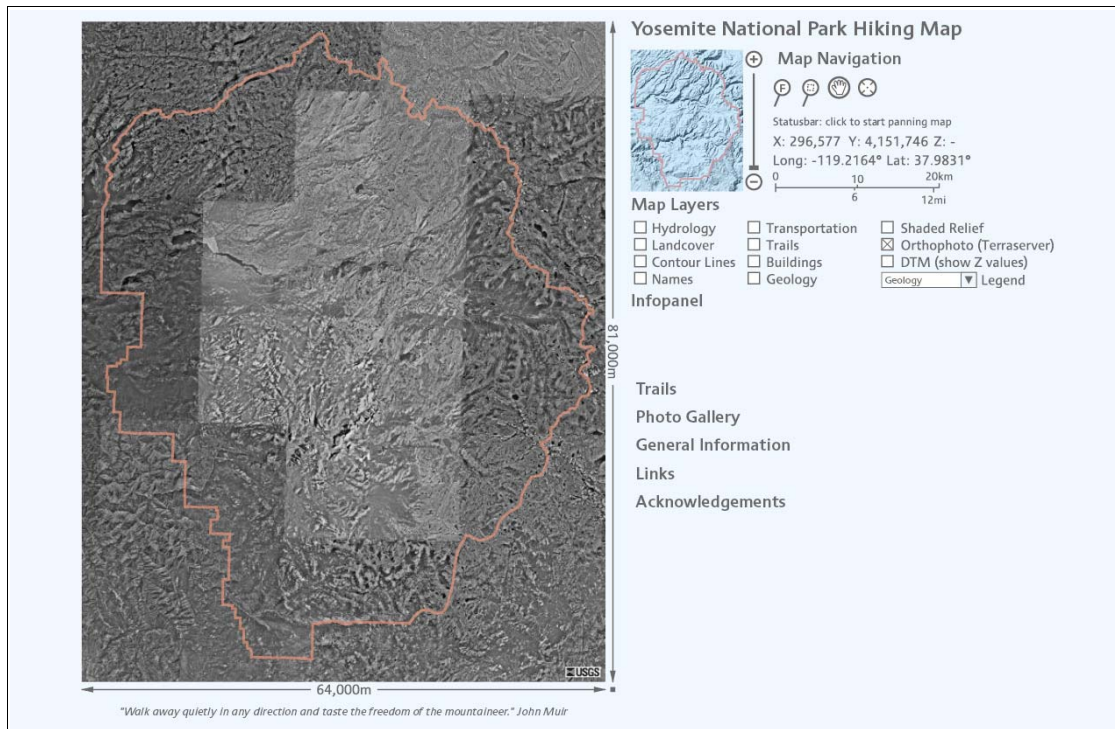 Yosemite National Park Hiking Map
Map Navigation
F
Statusbar: click to start panning map
X: 296,577 Y: 4,151,746 Z: -
Long: -119.2164° Lat: 37.9831°
0 10 20km
6 12mi
Map Layers
Hydrology Transportation Shaded Relief
Landcover Trails Orthophoto (Terraserver)
Contour Lines Buildings DTM (show Z values)
Names Geology Geology Legend
Infopanel
81,000m
Trails
Photo Gallery
General Information
Links
Acknowledgements
USGS
64,000m
"Walk away quietly in any direction and taste the freedom of the mountaineer." John Muir